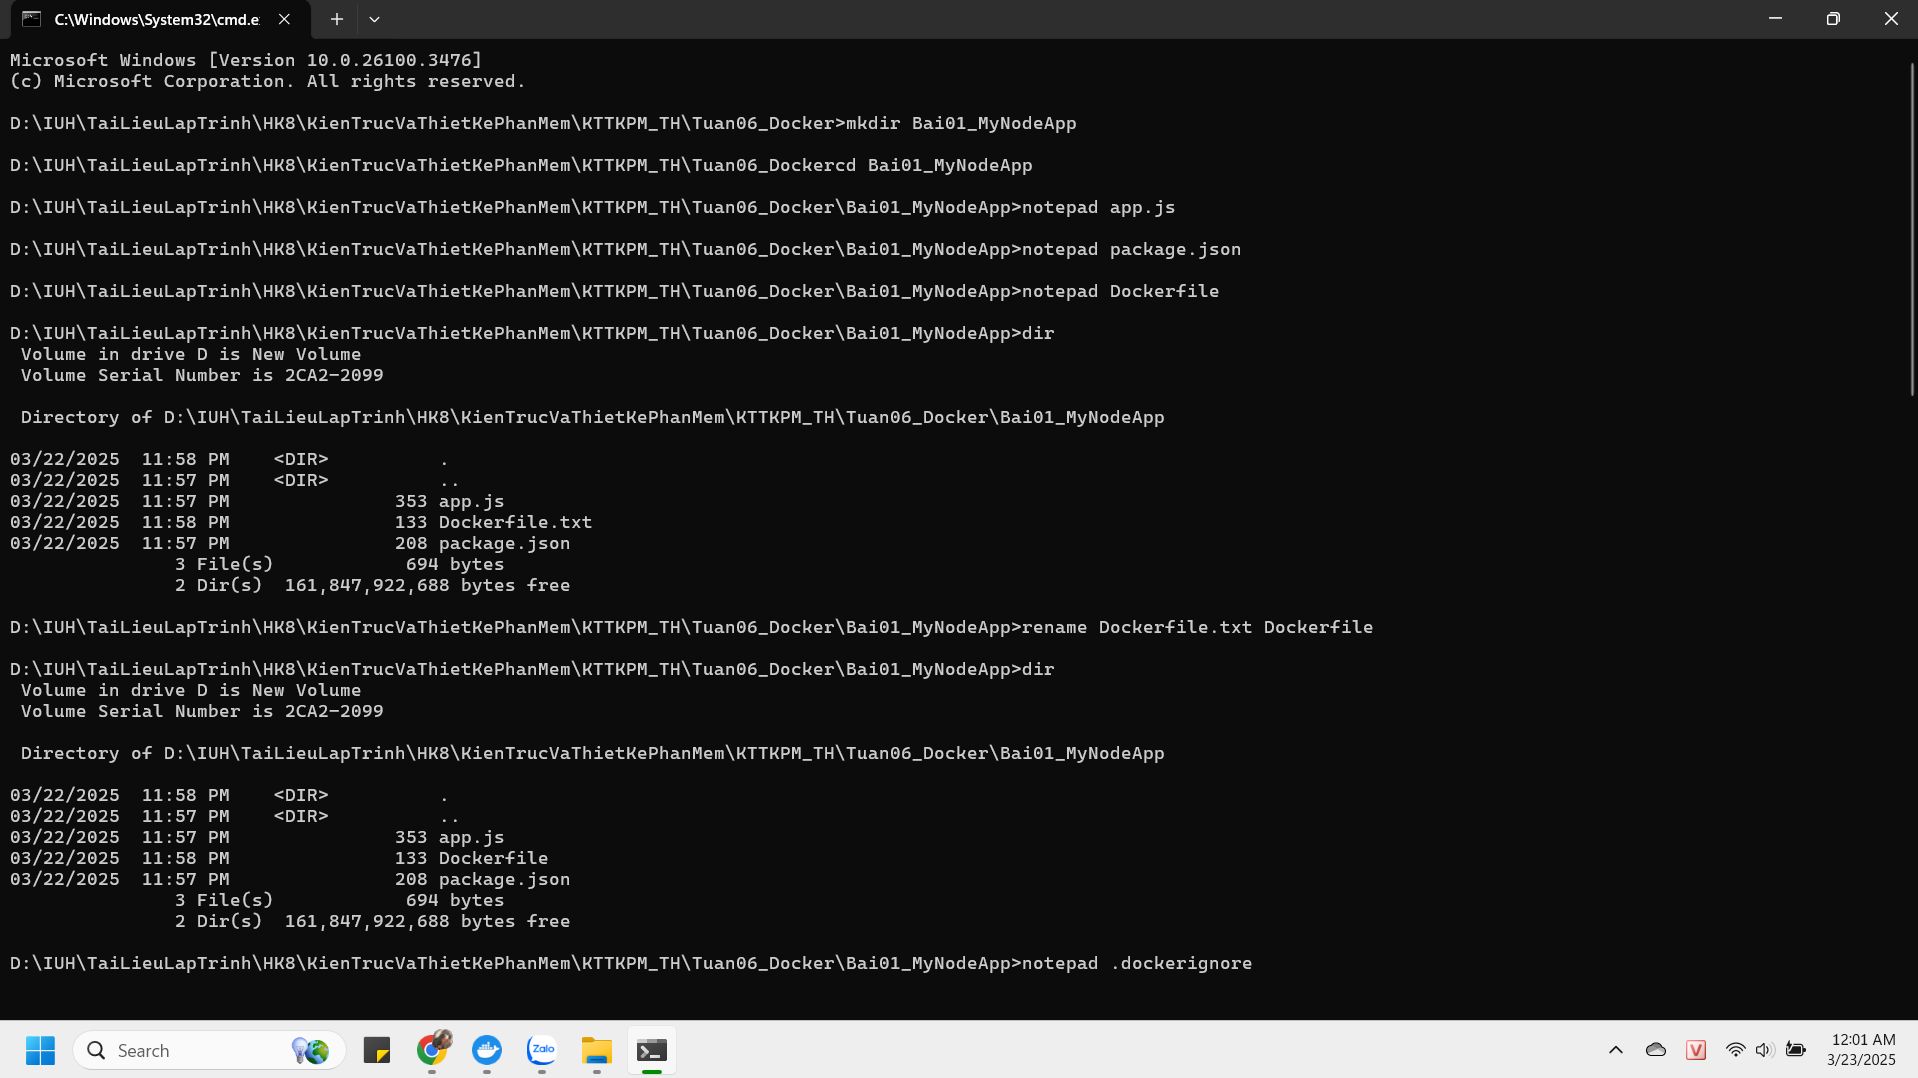 C:\Windows\System32\cmd.e
Microsoft Windows [Version 10.0.26100.3476]
(c) Microsoft Corporation. All rights reserved.
D:\IUH\TaiLieuLapTrinh\HK8\KienTrucVaThietKePhanMem\KTTKPM_TH\Tuan06_Docker>mkdir Bai01_MyNodeApp
D:\IUH\TaiLieuLapTrinh\HK8\KienTrucVaThietKePhanMem\KTTKPM_TH\Tuan06_Dockercd Bai01_MyNodeApp
D:\IUH\TaiLieuLapTrinh\HK8\KienTrucVaThietKePhanMem\KTTKPM_TH\Tuan06_Docker\Bai01_MyNodeApp>notepad app.js
D:\IUH\TaiLieuLapTrinh\HK8\KienTrucVaThietKePhanMem\KTTKPM_TH\Tuan06_Docker\Bai01_MyNodeApp>notepad package.json
D:\IUH\TaiLieuLapTrinh\HK8\KienTrucVaThietKePhanMem\KTTKPM_TH\Tuan06_Docker\Bai01_MyNodeApp>notepad Dockerfile
D:\IUH\TaiLieuLapTrinh\HK8\KienTrucVaThietKePhanMem\KTTKPM_TH\Tuan06_Docker\Bai01_MyNodeApp>dir
Volume in drive D is New Volume
Volume Serial Number is 2CA2-2099
Directory of D:\IUH\TaiLieuLapTrinh\HK8\KienTrucVaThietKePhanMem\KTTKPM_TH\Tuan06_Docker\Bai01_MyNodeApp
03/22/2025  11:58 PM    <DIR>          .
03/22/2025  11:57 PM    <DIR>          ..
03/22/2025  11:57 PM               353 app.js
03/22/2025  11:58 PM               133 Dockerfile.txt
03/22/2025  11:57 PM               208 package.json
3 File(s)            694 bytes
2 Dir(s)  161,847,922,688 bytes free
D:\IUH\TaiLieuLapTrinh\HK8\KienTrucVaThietKePhanMem\KTTKPM_TH\Tuan06_Docker\Bai01_MyNodeApp>rename Dockerfile.txt Dockerfile
D:\IUH\TaiLieuLapTrinh\HK8\KienTrucVaThietKePhanMem\KTTKPM_TH\Tuan06_Docker\Bai01_MyNodeApp>dir
Volume in drive D is New Volume
Volume Serial Number is 2CA2-2099
Directory of D:\IUH\TaiLieuLapTrinh\HK8\KienTrucVaThietKePhanMem\KTTKPM_TH\Tuan06_Docker\Bai01_MyNodeApp
03/22/2025  11:58 PM    <DIR>          .
03/22/2025  11:57 PM    <DIR>          ..
03/22/2025  11:57 PM               353 app.js
03/22/2025  11:58 PM               133 Dockerfile
03/22/2025  11:57 PM               208 package.json
3 File(s)            694 bytes
2 Dir(s)  161,847,922,688 bytes free
D:\IUH\TaiLieuLapTrinh\HK8\KienTrucVaThietKePhanMem\KTTKPM_TH\Tuan06_Docker\Bai01_MyNodeApp>notepad .dockerignore
Search
Zalo
V
12:01 AM
3/23/2025